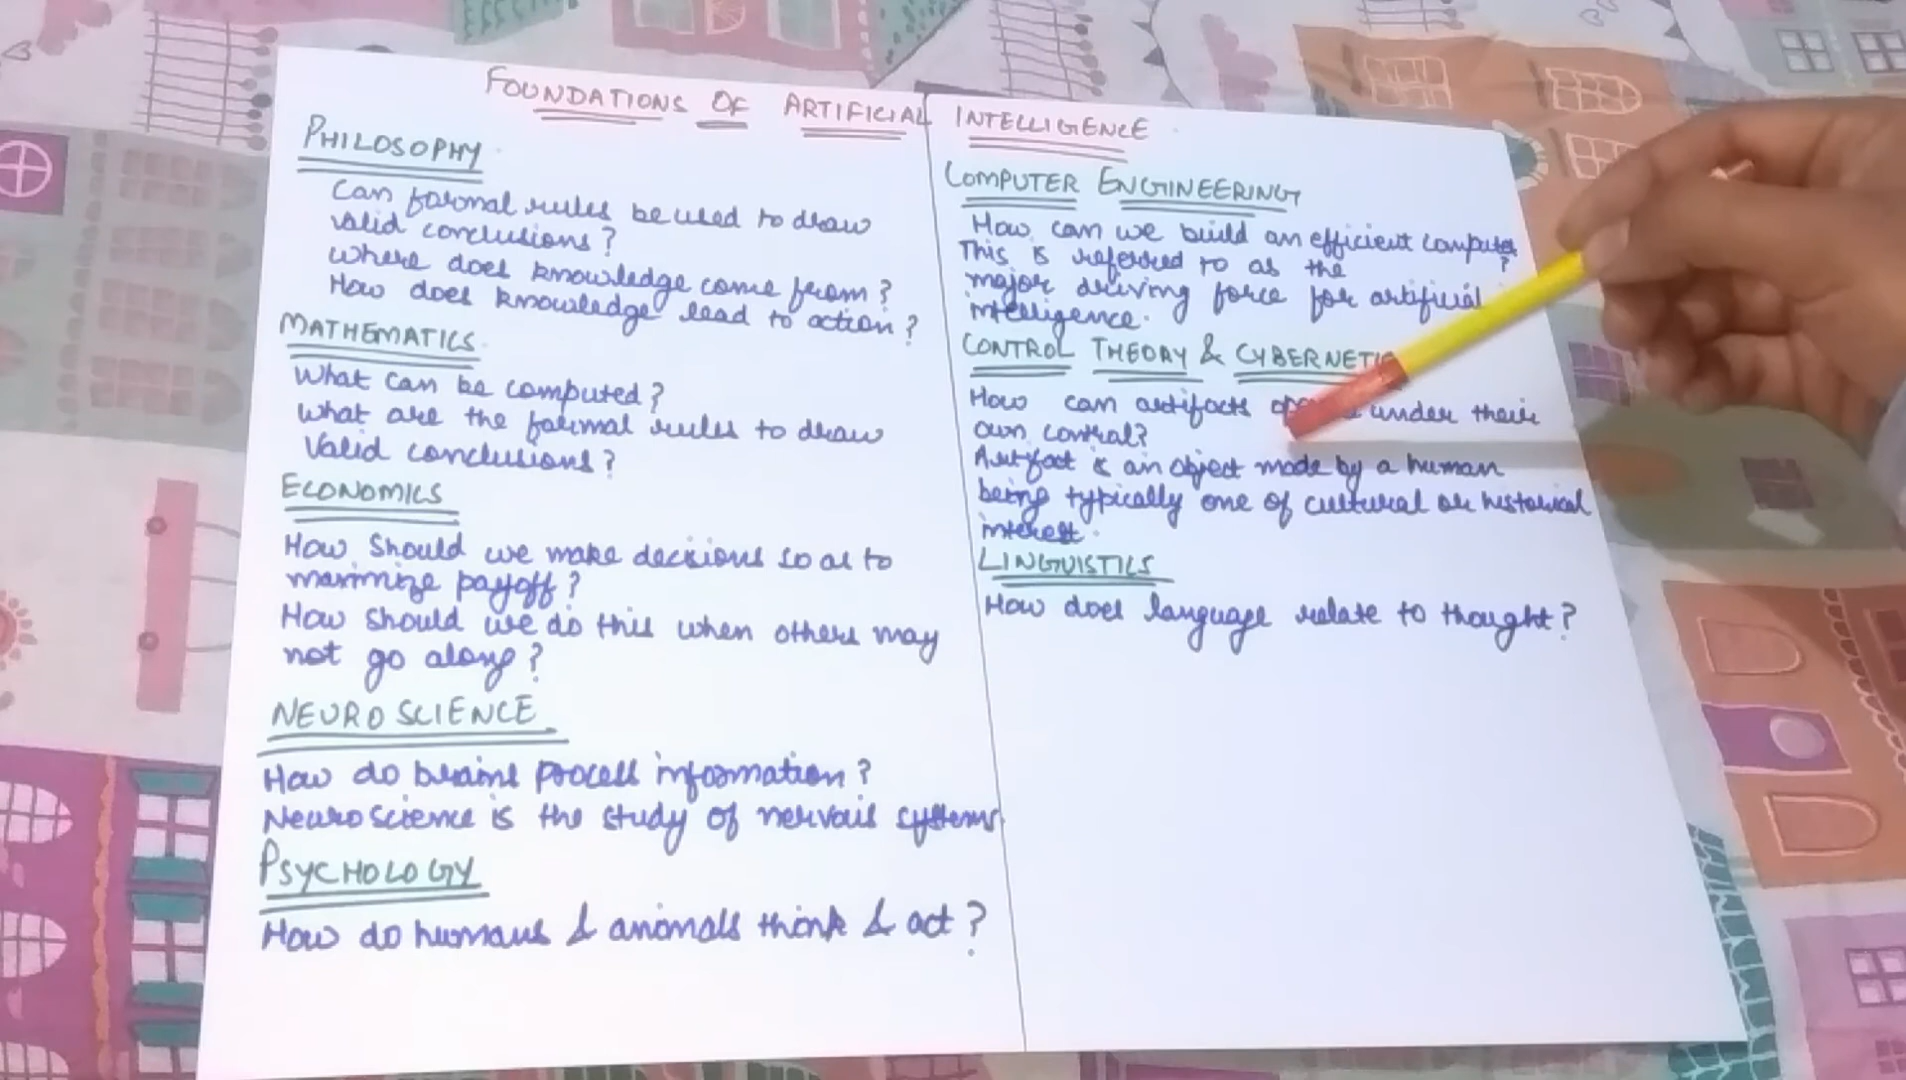 FOUNDATIONS OF ARTIFICIAL INTELLIGENCE
PHILOSOPHY
Can formal rules be used to draw
valid conclusions?
Where does knowledge come from?
How does knowledge lead to action?
MATHEMATICS
What can be computed?
What are the formal rules to draw
Valid conclusions?
ECONOMICS
How Should we make decisions so as to
maximize payoff?
How should we do this when others may
not go along?
NEUROSCIENCE
How do brains process information?
Neuroscience is the study of nervous systems
PSYCHOLOGY
How do humans & animals think & act?
COMPUTER ENGINEERING
How can we build an efficient computer
?
This is referred to as the
major driving force for artificial
intelligence.
CONTROL THEORY & CYBERNETI
How can artifacts under their
own control?
Artifact is an object made by a human
being typically one of cultural or historical
interest.
LINGUISTICS
How does language relate to thought?